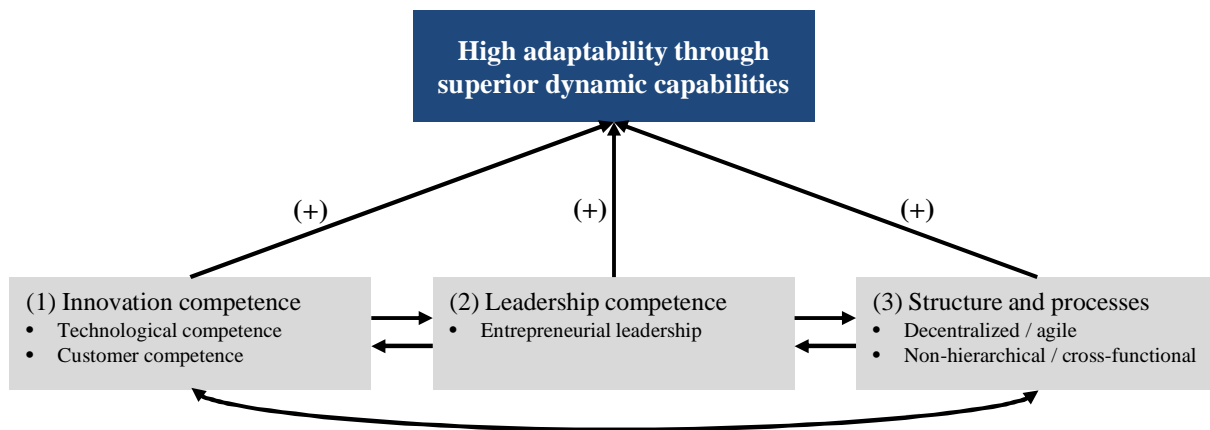 High adaptability through
superior dynamic capabilities
(+)
(+)
(+)
(1) Innovation competence
• Technological competence
• Customer competence
(2) Leadership competence
• Entrepreneurial leadership
(3) Structure and processes
• Decentralized / agile
• Non-hierarchical / cross-functional